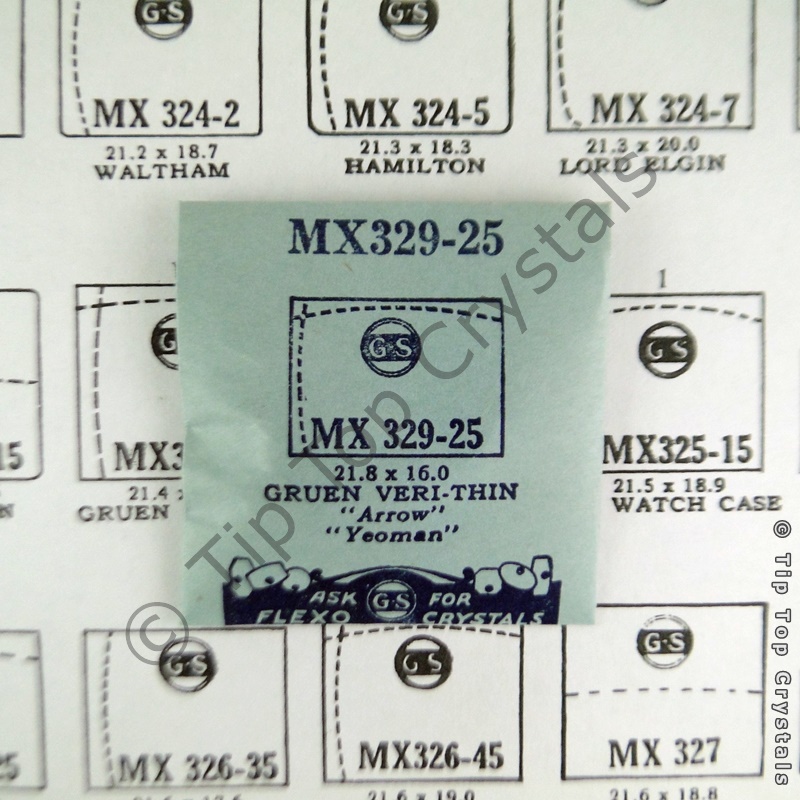 G·S
G·S
MX 324-2
MX 324-5
MX 324-7
21.2 x 18.7
21.3 x 18.3
21.3 x 20.0
WALTHAM
HAMILTON
LORD ELGIN
MX329-25
G·S
MX 329-25
21.8 x 16.0
GRUEN VERI-THIN
"Arrow"
"Yeoman"
ASK G·S FOR
FLEXO CRYSTALS
21.4
GRUEN
1
G·S
MX325-15
21.5 x 18.9
WATCH CASE
G·S
MX 326-35
G S
MX326-45
21.6 x 19.0
G·S
MX 327
21.6 x 18.8
© Tip Top Crystals
© Tip Top Crystals